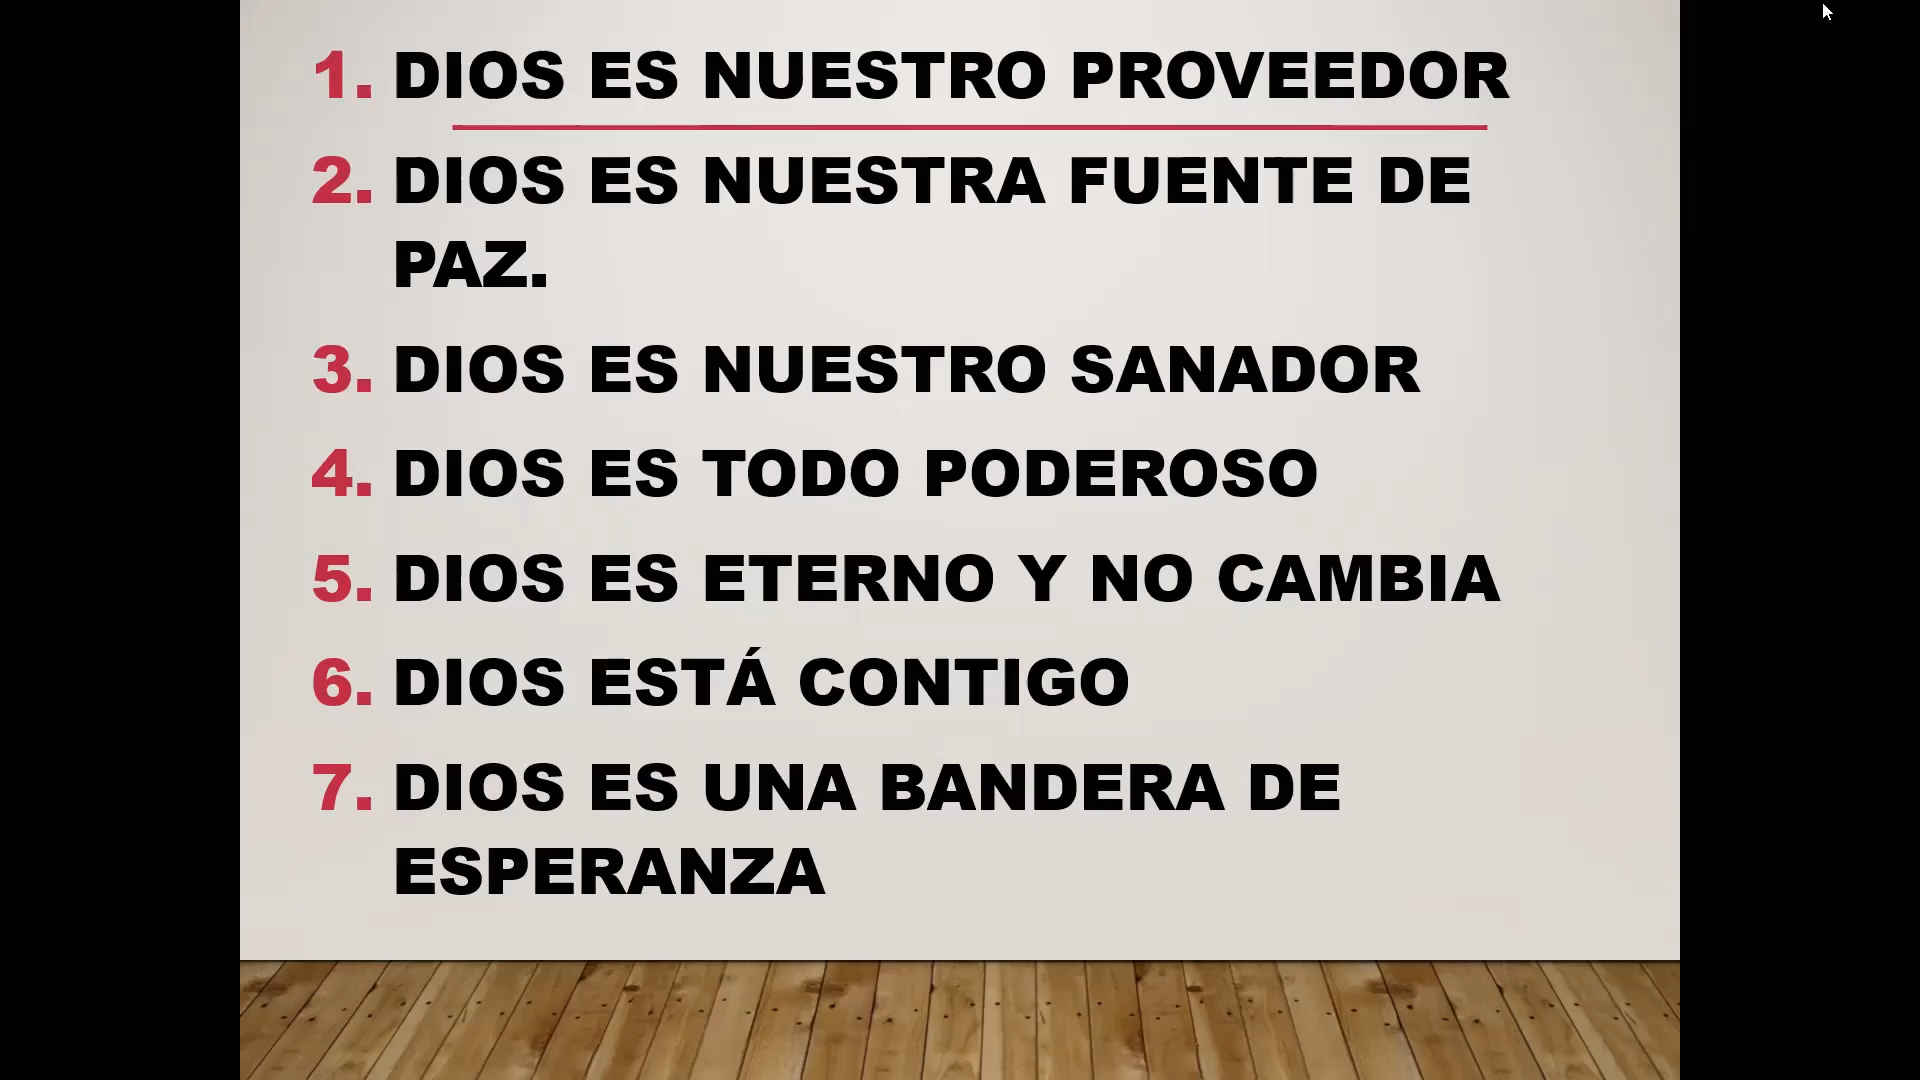 1. DIOS ES NUESTRO PROVEEDOR
2. DIOS ES NUESTRA FUENTE DE
PAZ.
3. DIOS ES NUESTRO SANADOR
4. DIOS ES TODO PODEROSO
5. DIOS ES ETERNO Y NO CAMBIA
6. DIOS ESTÁ CONTIGO
7. DIOS ES UNA BANDERA DE
ESPERANZA